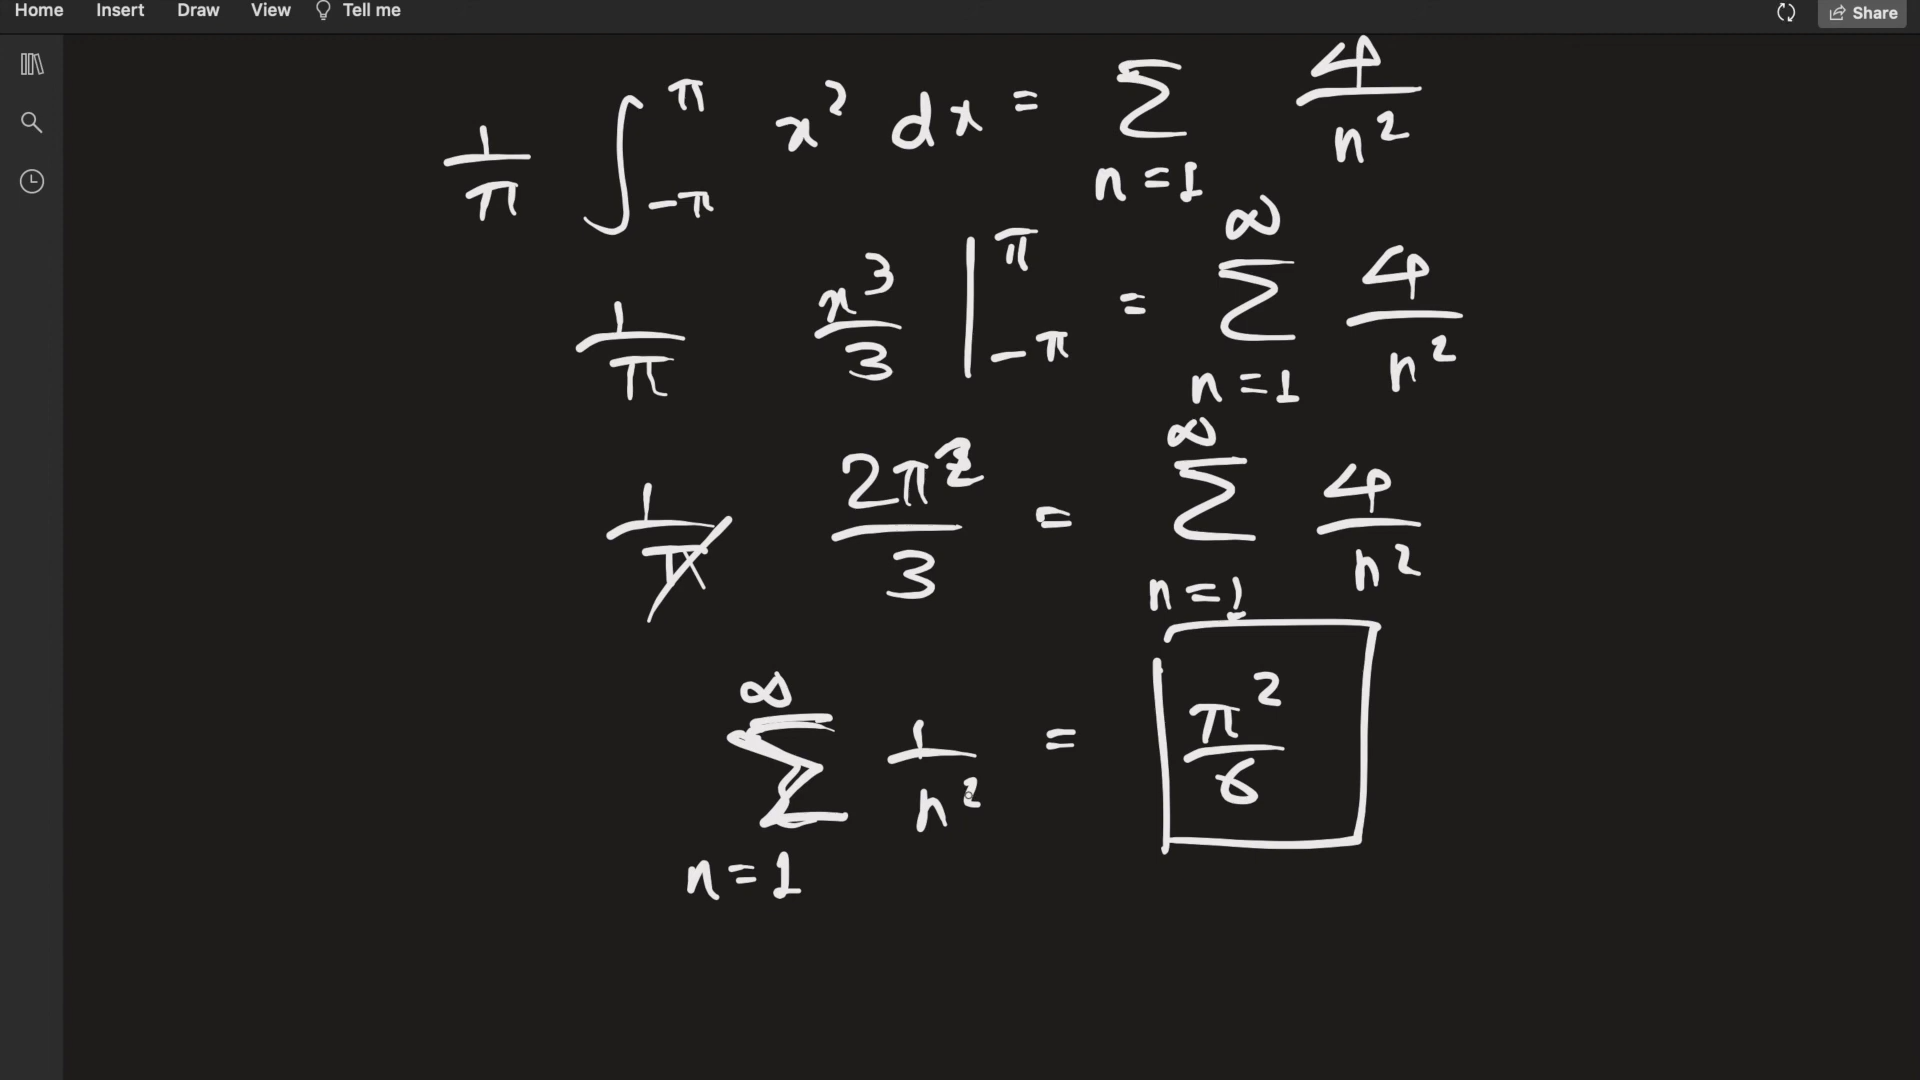 Home Insert Draw View Tell me Share
1/π ∫_{-π}^{π} x² dx = Σ_{n=1} 4/n²
1/π x³/3 |_{-π}^{π} = Σ_{n=1}^{∞} 4/n²
1/π 2π²/3 = Σ_{n=1}^{∞} 4/n²
Σ_{n=1}^{∞} 1/n² = π²/6